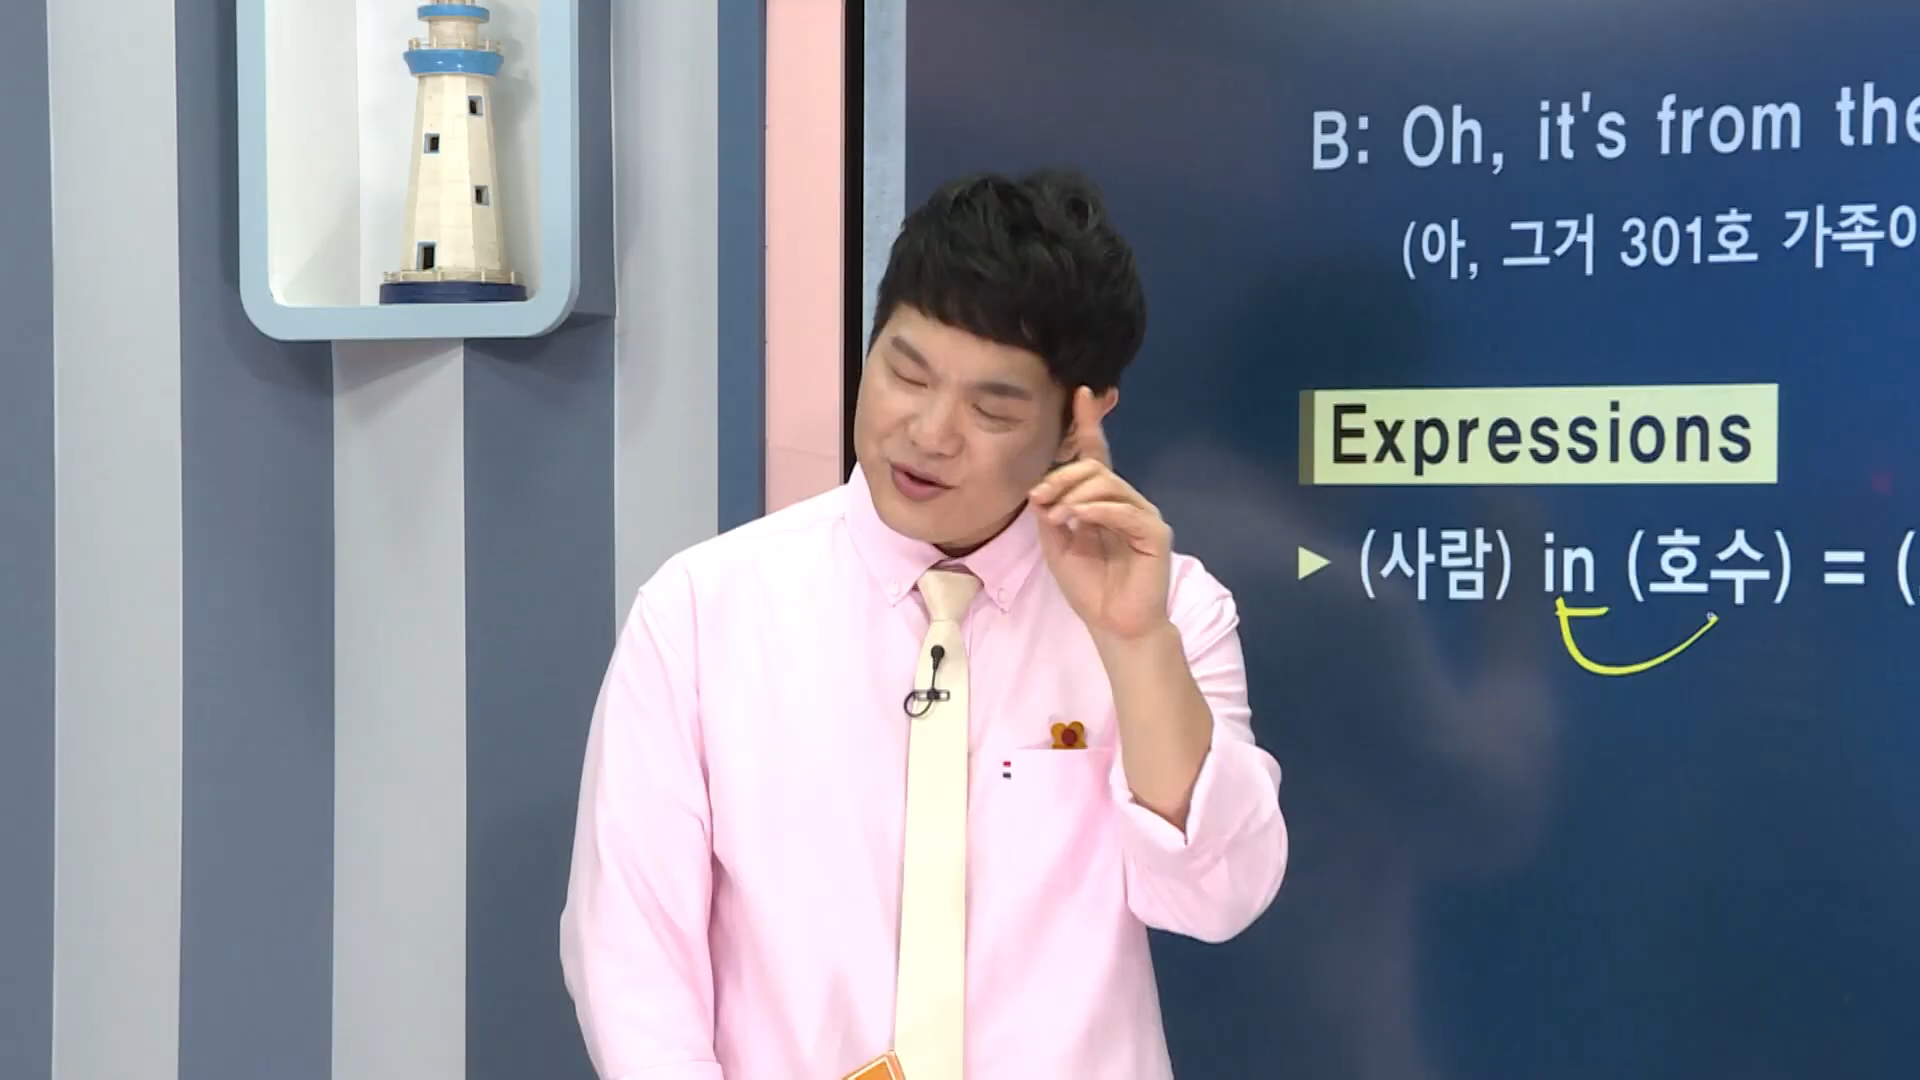 B: Oh, it's from the
(아, 그거 301호 가족이
Expressions
▶ (사람) in (호수) = (